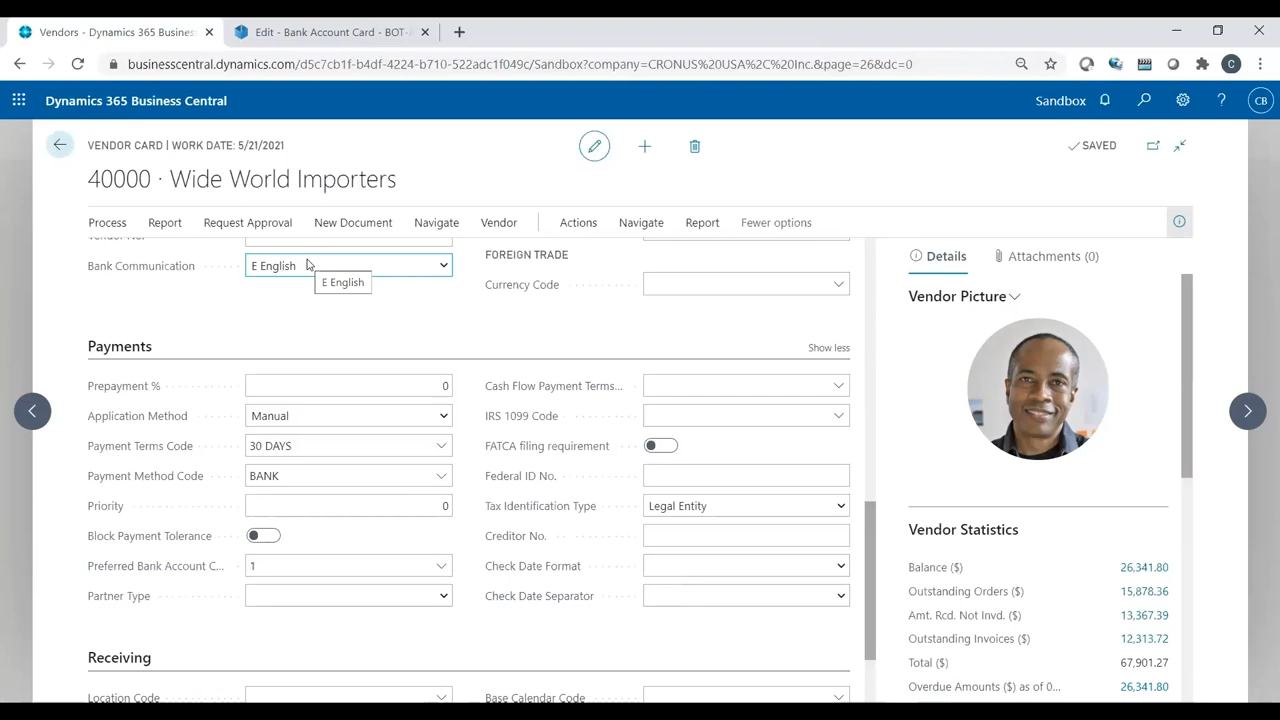 Vendors - Dynamics 365 Busines
Edit - Bank Account Card - BOT-
businesscentral.dynamics.com/d5c7cb1f-b4df-4224-b710-522adc1f049c/Sandbox?company=CRONUS%20USA%2C%20Inc.&page=26&dc=0
C
Dynamics 365 Business Central
Sandbox
?
CB
VENDOR CARD | WORK DATE: 5/21/2021
SAVED
40000 · Wide World Importers
Process Report Request Approval New Document Navigate Vendor Actions Navigate Report Fewer options
Vendor No.
Bank Communication
E English
E English
FOREIGN TRADE
Currency Code
Payments
Show less
Prepayment % 0
Application Method Manual
Payment Terms Code 30 DAYS
Payment Method Code BANK
Priority 0
Block Payment Tolerance
Preferred Bank Account C... 1
Partner Type
Cash Flow Payment Terms...
IRS 1099 Code
FATCA filing requirement
Federal ID No.
Tax Identification Type Legal Entity
Creditor No.
Check Date Format
Check Date Separator
Receiving
Location Code
Base Calendar Code
Details
Attachments (0)
Vendor Picture
Vendor Statistics
Balance ($) 26,341.80
Outstanding Orders ($) 15,878.36
Amt. Rcd. Not Invd. ($) 13,367.39
Outstanding Invoices ($) 12,313.72
Total ($) 67,901.27
Overdue Amounts ($) as of 0... 26,341.80